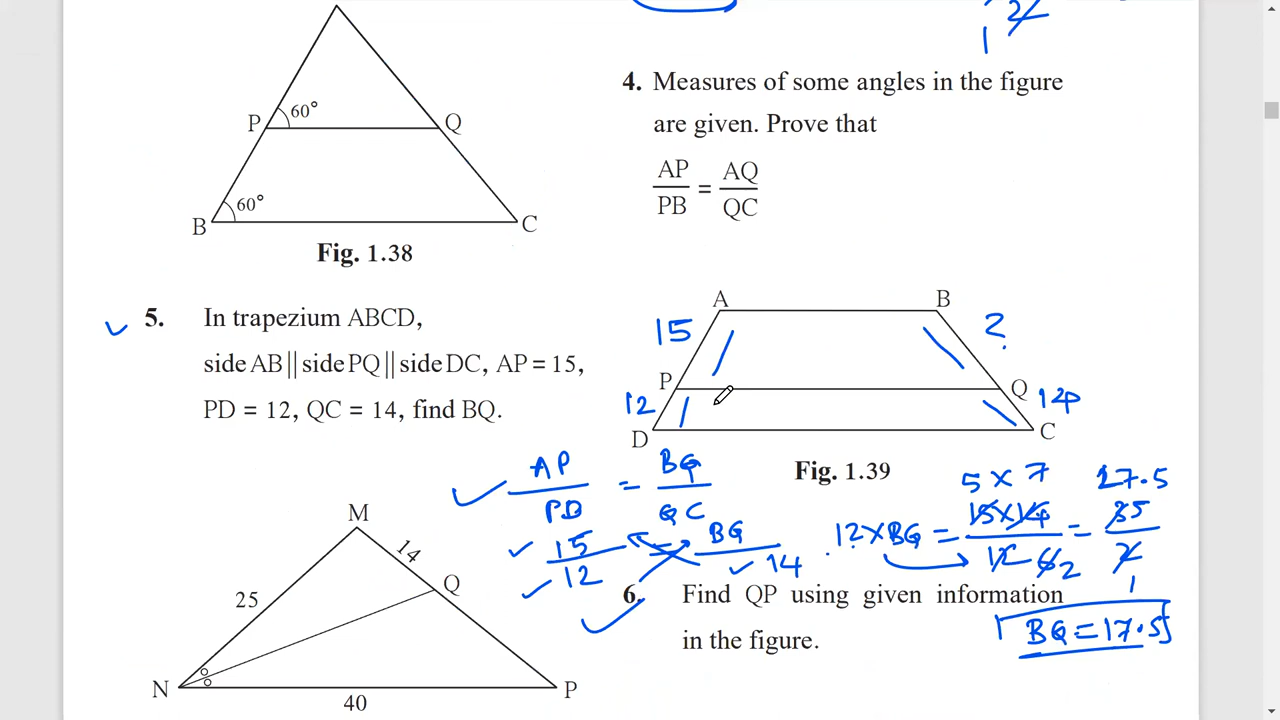 2
1
4. Measures of some angles in the figure
are given. Prove that
AP/PB = AQ/QC
P 60° Q
B 60° C
Fig. 1.38
5. In trapezium ABCD,
side AB || side PQ || side DC, AP = 15,
PD = 12, QC = 14, find BQ.
A B
15 ?
P Q
12 14
D C
Fig. 1.39
AP/PD = BQ/QC
15/12 = BQ/14
5 × 7 17.5
12 × BQ = 15×14/12 6 2 = 35/2
1
BQ = 17.5
M
14
25 Q
N P
40
6. Find QP using given information
in the figure.